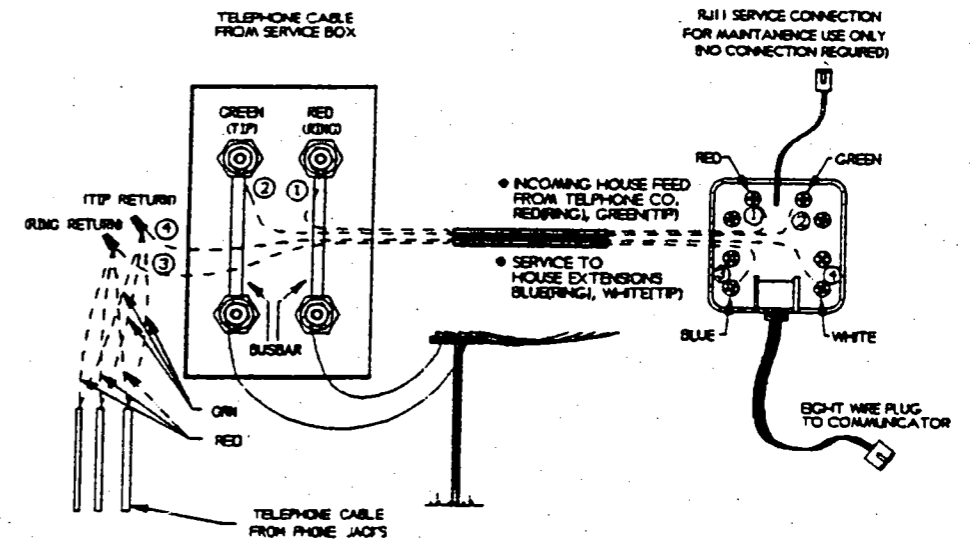 TELEPHONE CABLE
FROM SERVICE BOX
RJ11 SERVICE CONNECTION
FOR MAINTANENCE USE ONLY
(NO CONNECTION REQUIRED)
GREEN
(TIP)
RED
(RING)
② ①
RED
GREEN
① ②
(TIP RETURN)
④
(RING RETURN)
③
• INCOMING HOUSE FEED
FROM TELPHONE CO.
RED(RING), GREEN(TIP)
• SERVICE TO
HOUSE EXTENSIONS
BLUE(RING), WHITE(TIP)
③ ④
BUSBAR
BLUE
WHITE
GRN
RED
EIGHT WIRE PLUG
TO COMMUNICATOR
TELEPHONE CABLE
FROM PHONE JACKS